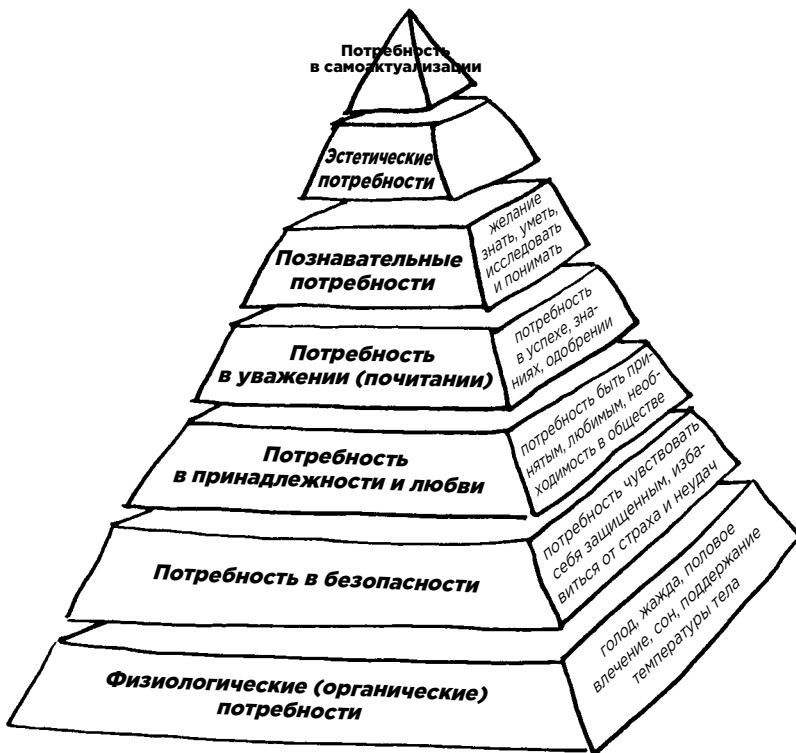 Потребность
в самоактуализации
Эстетические
потребности
Познавательные
потребности
желание
знать, уметь,
исследовать
и понимать
Потребность
в уважении (почитании)
потребность
в успехе, зна-
ниях, одобрении
Потребность
в принадлежности и любви
потребность быть при-
нятым, любимым, необ-
ходимость в обществе
Потребность в безопасности
потребность чувствовать
себя защищенным, изба-
виться от страха и неудач
Физиологические (органические)
потребности
голод, жажда, половое
влечение, сон, поддержание
температуры тела